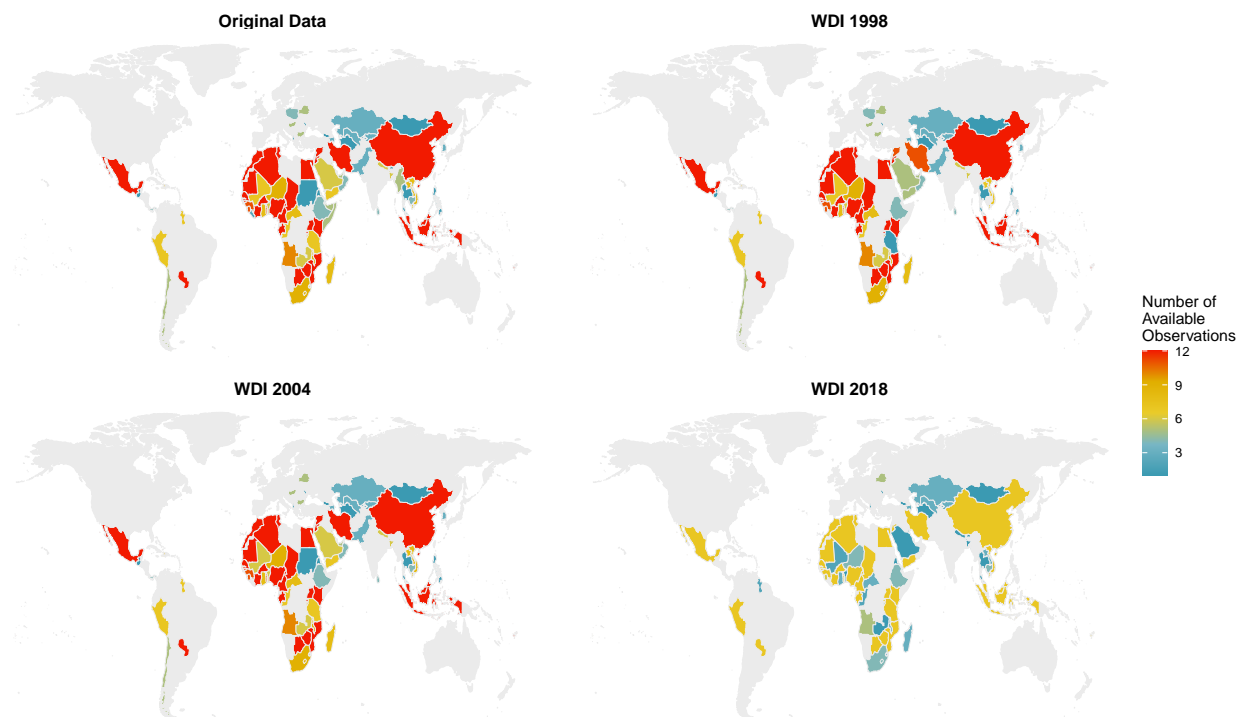 Original Data
WDI 1998
Number of
Available
Observations
12
9
6
3
WDI 2004
WDI 2018